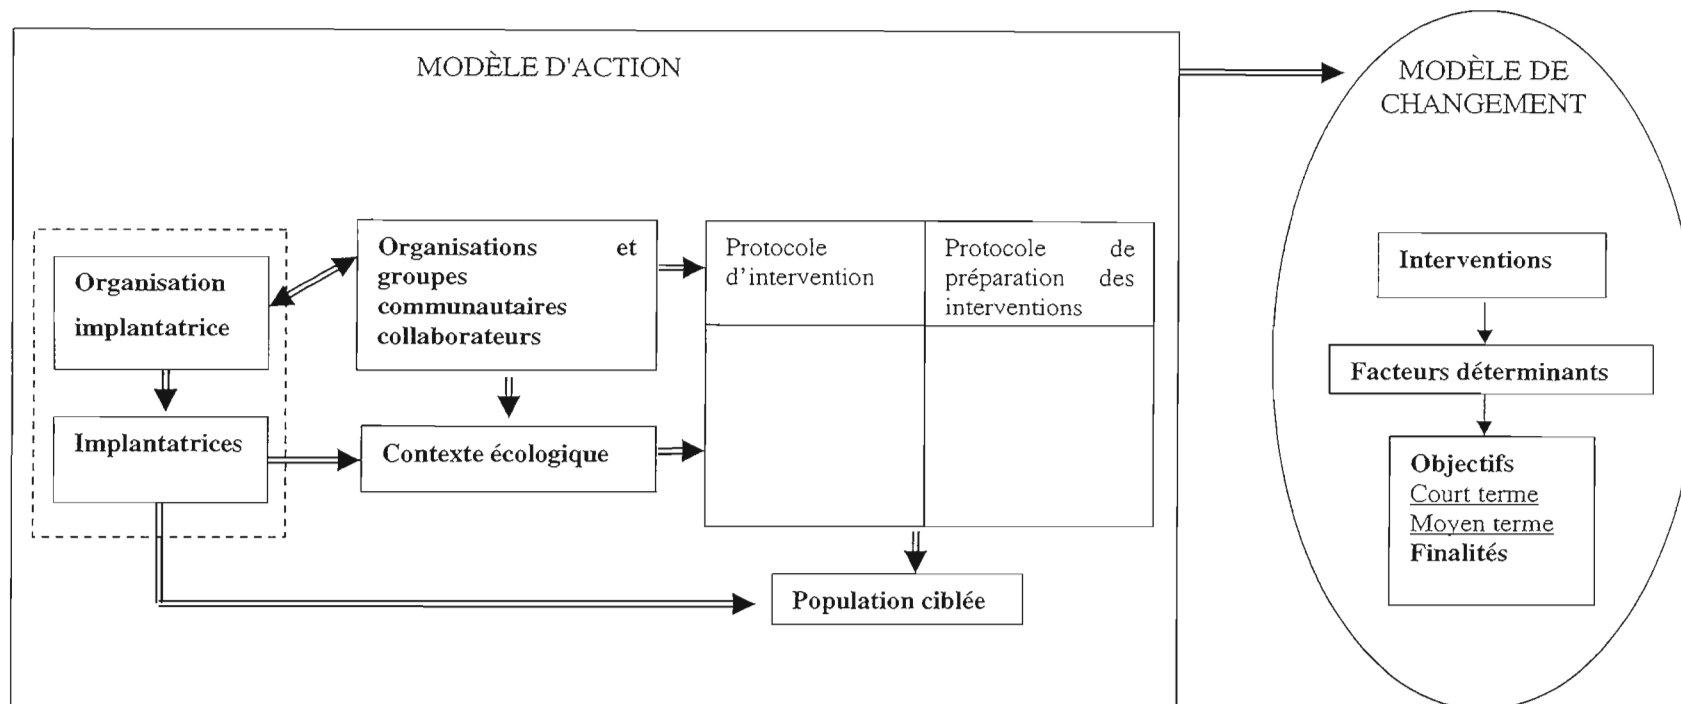 MODÈLE D'ACTION
MODÈLE DE
CHANGEMENT
Organisation
implantatrice
Implantatrices
Organisations et
groupes
communautaires
collaborateurs
Contexte écologique
Protocole
d'intervention
Protocole de
préparation des
interventions
Population ciblée
Interventions
Facteurs déterminants
Objectifs
Court terme
Moyen terme
Finalités